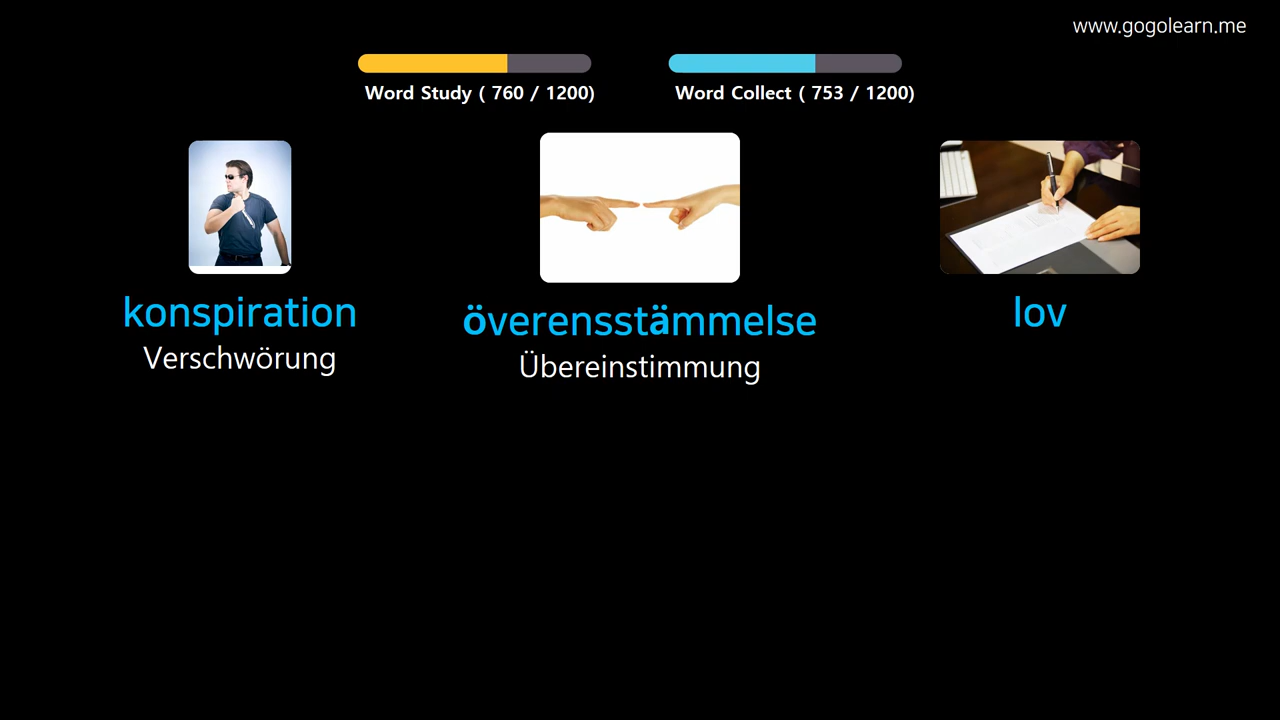 www.gogolearn.me
Word Study ( 760 / 1200)
Word Collect ( 753 / 1200)
konspiration
Verschwörung
överensstämmelse
Übereinstimmung
lov